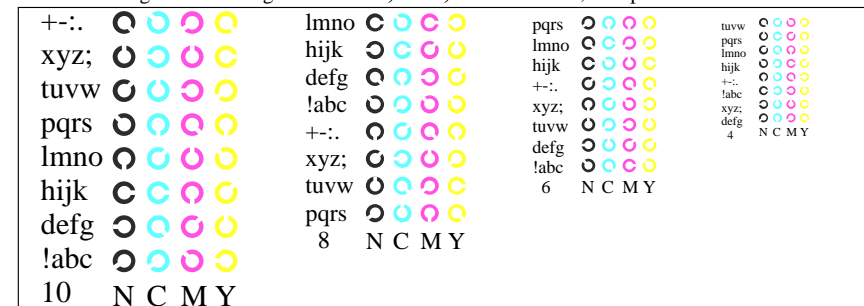 +-:.
xyz;
tuvw
pqrs
lmno
hijk
defg
!abc
10 N C M Y
lmno
hijk
defg
!abc
+-:.
xyz;
tuvw
pqrs
8 N C M Y
pqrs
lmno
hijk
+-:.
xyz;
tuvw
defg
!abc
6 N C M Y
tuvw
pqrs
lmno
hijk
+-:.
!abc
xyz;
defg
4 N C M Y